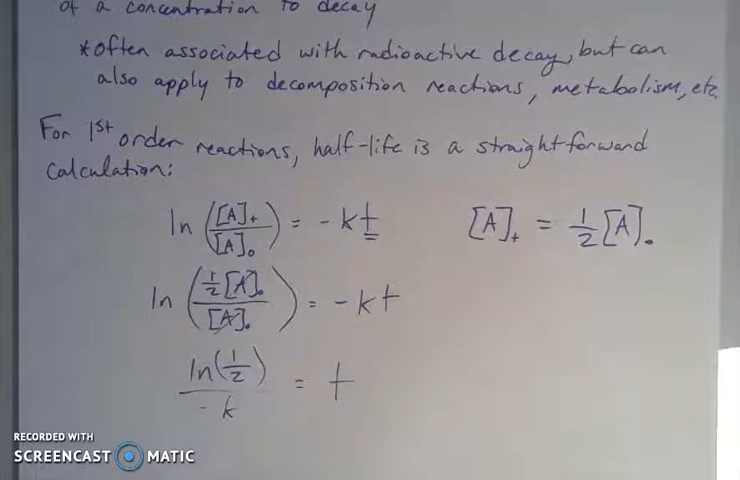 of a concentration to decay
*Often associated with radioactive decay, but can
also apply to decomposition reactions, metabolism, etc.
For 1st order reactions, half-life is a straightforward
calculation:
ln([A]t/[A]₀) = -kt [A]t = 1/2[A]₀
ln(1/2[A]₀/[A]₀) = -kt
ln(1/2)/-k = t
RECORDED WITH
SCREENCAST MATIC